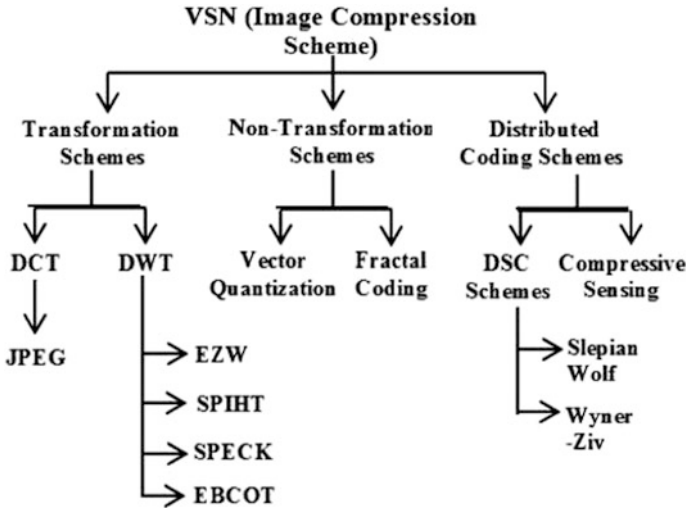 VSN (Image Compression
Scheme)
Transformation
Schemes
Non-Transformation
Schemes
Distributed
Coding Schemes
DCT
DWT
Vector
Quantization
Fractal
Coding
DSC
Schemes
Compressive
Sensing
JPEG
EZW
SPIHT
SPECK
EBCOT
Slepian
Wolf
Wyner
-Ziv